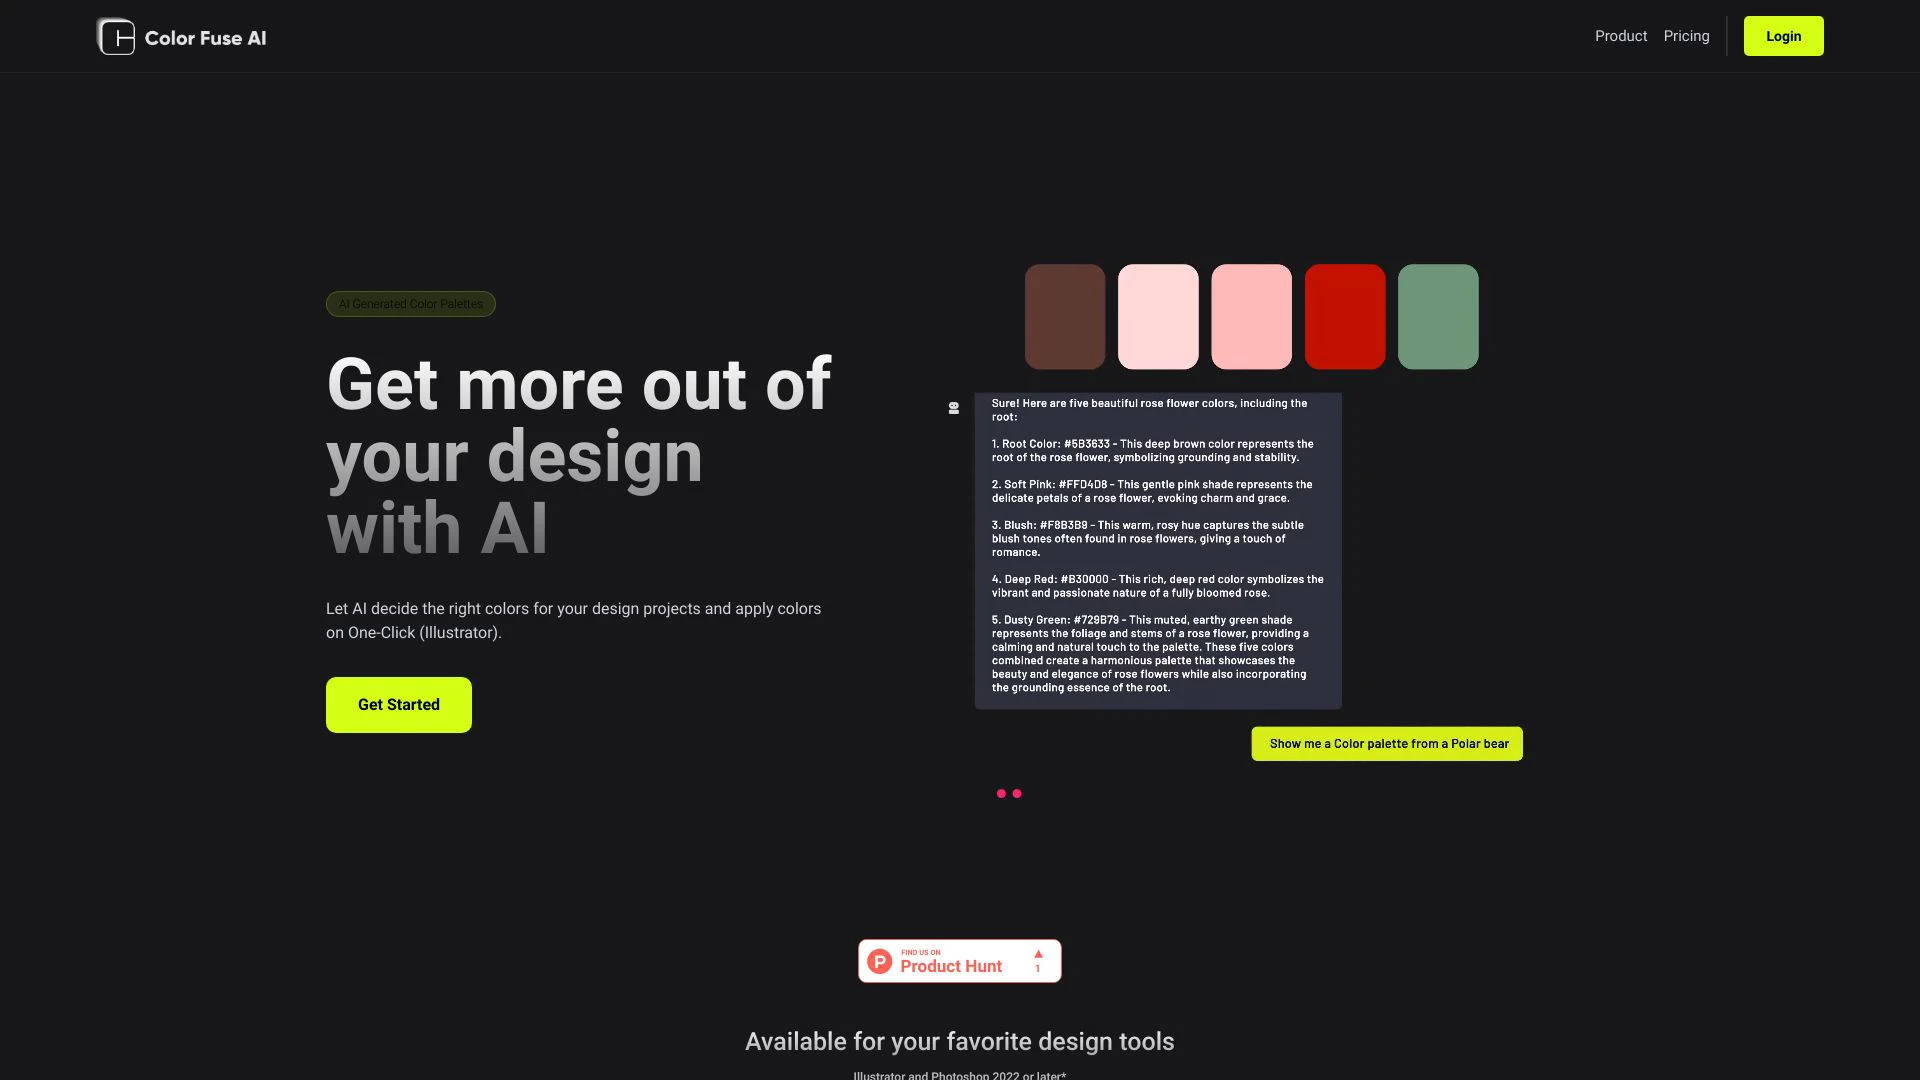 Color Fuse AI
Product
Pricing
Login
AI Generated Color Palettes
Get more out of
your design
with AI
Let AI decide the right colors for your design projects and apply colors
on One-Click (Illustrator).
Get Started
Sure! Here are five beautiful rose flower colors, including the
root:
1. Root Color: #5B3633 - This deep brown color represents the
root of the rose flower, symbolizing grounding and stability.
2. Soft Pink: #FFD4D8 - This gentle pink shade represents the
delicate petals of a rose flower, evoking charm and grace.
3. Blush: #F8B3B9 - This warm, rosy hue captures the subtle
blush tones often found in rose flowers, giving a touch of
romance.
4. Deep Red: #B30000 - This rich, deep red color symbolizes the
vibrant and passionate nature of a fully bloomed rose.
5. Dusty Green: #729B79 - This muted, earthy green shade
represents the foliage and stems of a rose flower, providing a
calming and natural touch to the palette. These five colors
combined create a harmonious palette that showcases the
beauty and elegance of rose flowers while also incorporating
the grounding essence of the root.
Show me a Color palette from a Polar bear
P
FIND US ON
Product Hunt
▲
1
Available for your favorite design tools
Illustrator and Photoshop 2022 or later*